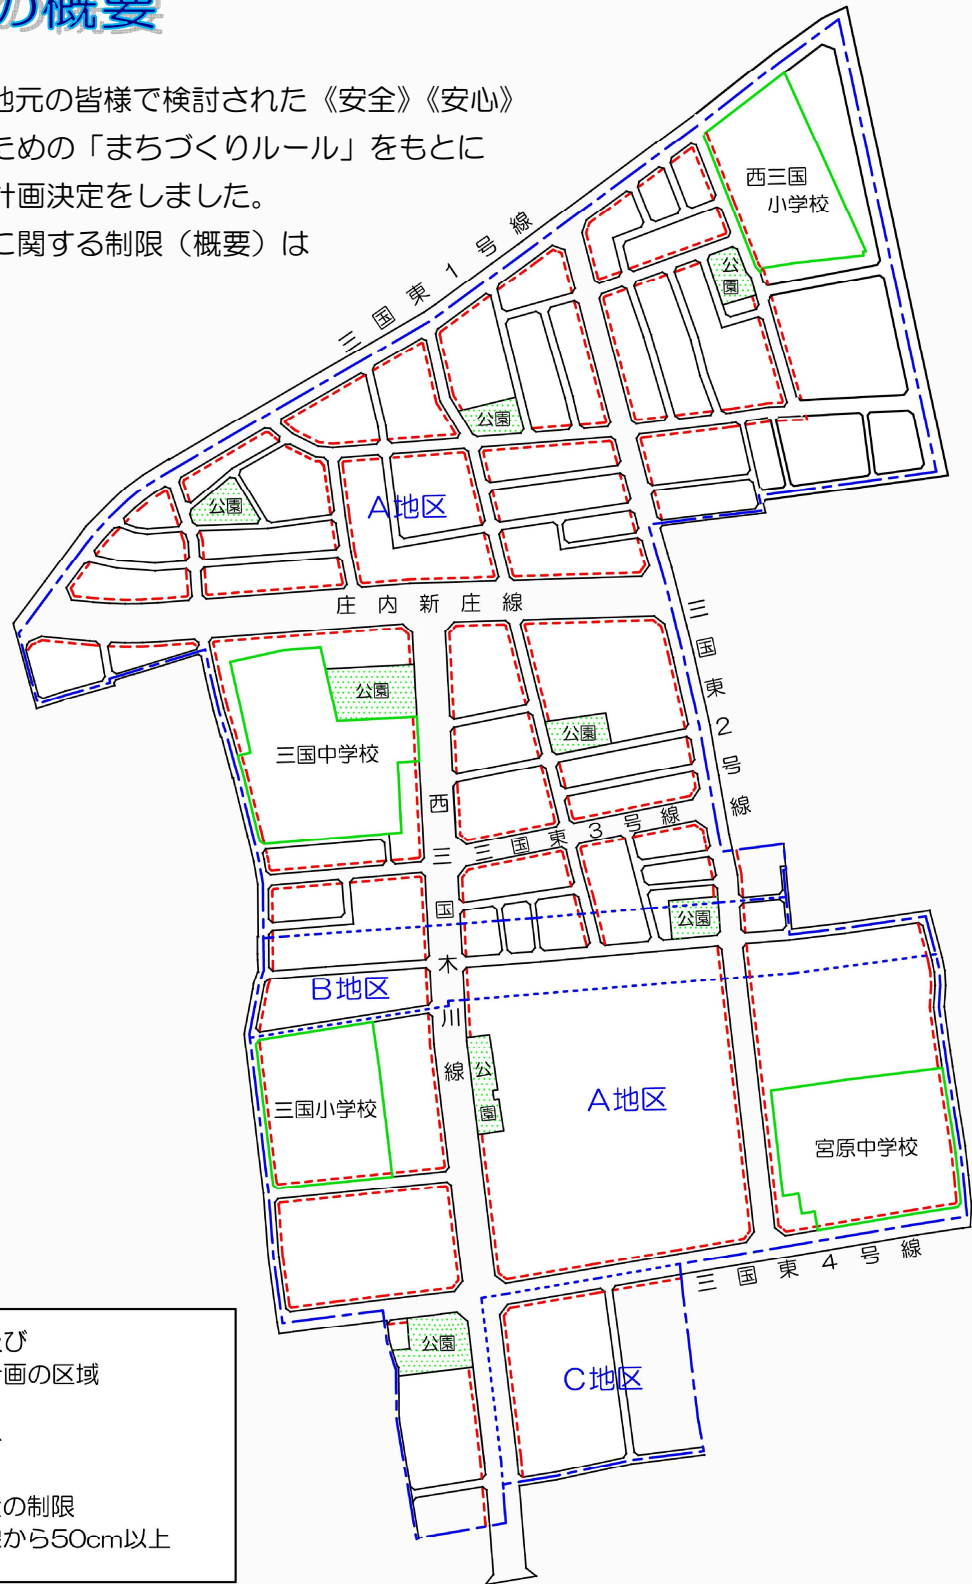 の概要
地元の皆様で検討された《安全》《安心》
ための「まちづくりルール」をもとに
計画決定をしました。
に関する制限（概要）は
三国東1号線
西三国
小学校
公園
公園
公園
A地区
庄内新庄線
三国東2号線
公園
公園
三国中学校
三国東3号線
西三国木川線
公園
B地区
公園
三国小学校
A地区
宮原中学校
三国東4号線
公園
C地区
及び
計画の区域
の制限
から50cm以上